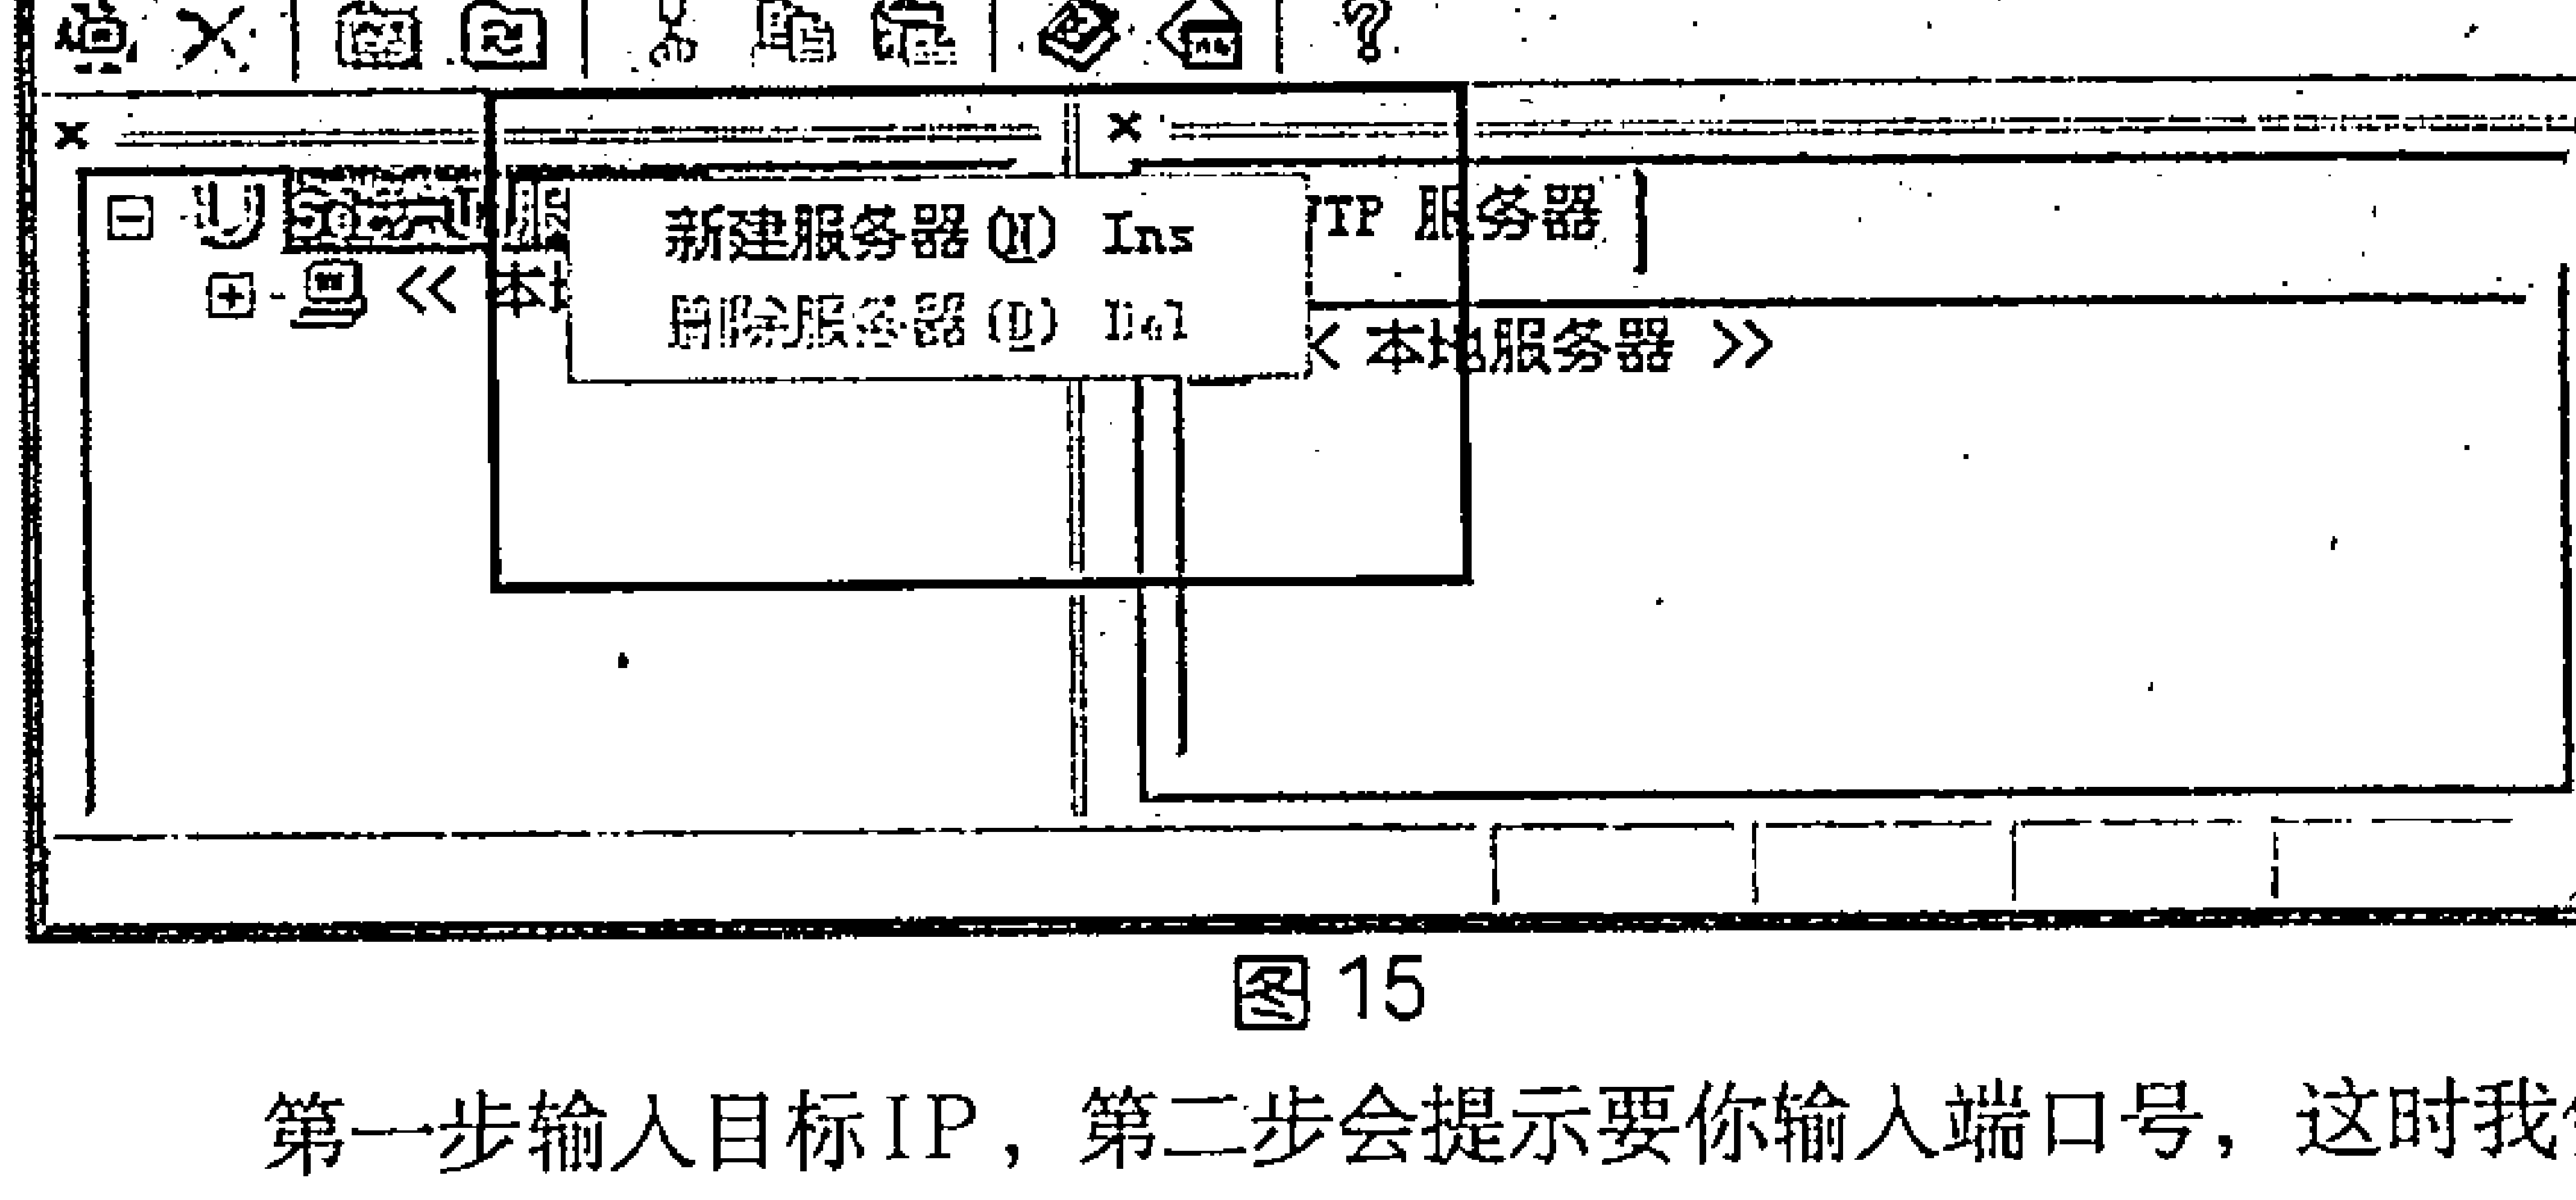 Serv-U 服
TP 服务器
新建服务器(N) Ins
<< 本
删除服务器(D) Del
< 本地服务器 >>
图 15
第一步输入目标IP，第二步会提示要你输入端口号，这时我